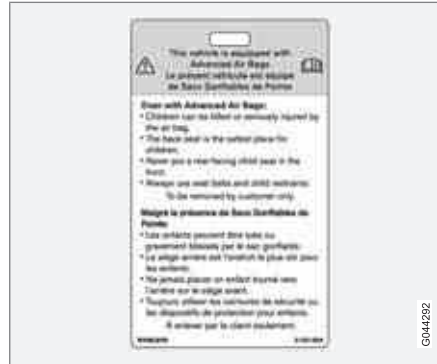 This vehicle is equipped with
Advanced Air Bags
Le présent véhicule est équipé
de Sacs Gonflables de Pointe
Even with Advanced Air Bags:
• Children can be killed or seriously injured by
the air bag.
• The back seat is the safest place for
children.
• Never put a rear-facing child seat in the
front.
• Always use seat belts and child restraints.
To be removed by customer only.
Malgré la présence de Sacs Gonflables de
Pointe:
• Les enfants peuvent être tués ou
gravement blessés par le sac gonflable.
• Le siège arrière est l'endroit le plus sûr pour
les enfants.
• Ne jamais placer un enfant tourné vers
l'arrière sur le siège avant.
• Toujours utiliser les ceintures de sécurité ou
les dispositifs de protection pour enfants.
À enlever par le client seulement.
G044292